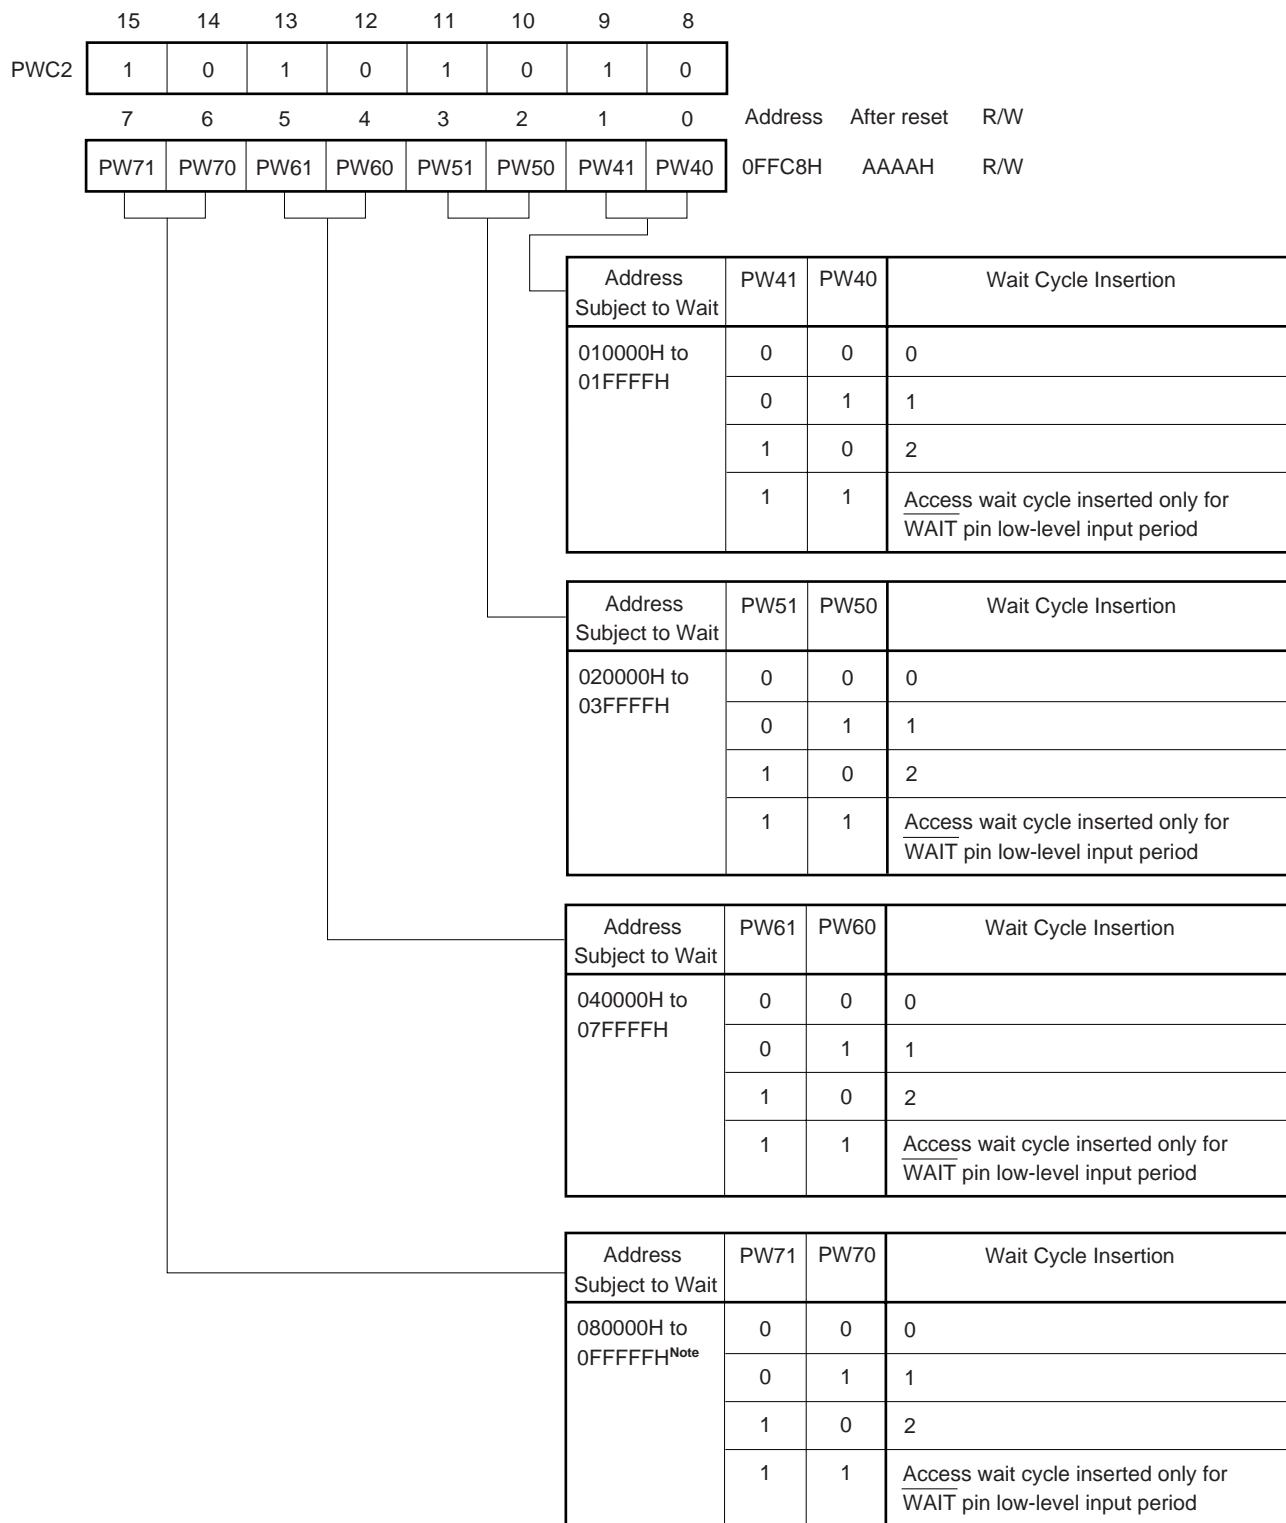 15 14 13 12 11 10 9 8
PWC2 1 0 1 0 1 0 1 0
7 6 5 4 3 2 1 0 Address After reset R/W
PW71 PW70 PW61 PW60 PW51 PW50 PW41 PW40 0FFC8H AAAAH R/W
Address PW41 PW40 Wait Cycle Insertion
Subject to Wait
010000H to 0 0 0
01FFFFH
0 1 1
1 0 2
1 1 Access wait cycle inserted only for
WAIT pin low-level input period
Address PW51 PW50 Wait Cycle Insertion
Subject to Wait
020000H to 0 0 0
03FFFFH
0 1 1
1 0 2
1 1 Access wait cycle inserted only for
WAIT pin low-level input period
Address PW61 PW60 Wait Cycle Insertion
Subject to Wait
040000H to 0 0 0
07FFFFH
0 1 1
1 0 2
1 1 Access wait cycle inserted only for
WAIT pin low-level input period
Address PW71 PW70 Wait Cycle Insertion
Subject to Wait
080000H to 0 0 0
0FFFFFH Note
0 1 1
1 0 2
1 1 Access wait cycle inserted only for
WAIT pin low-level input period